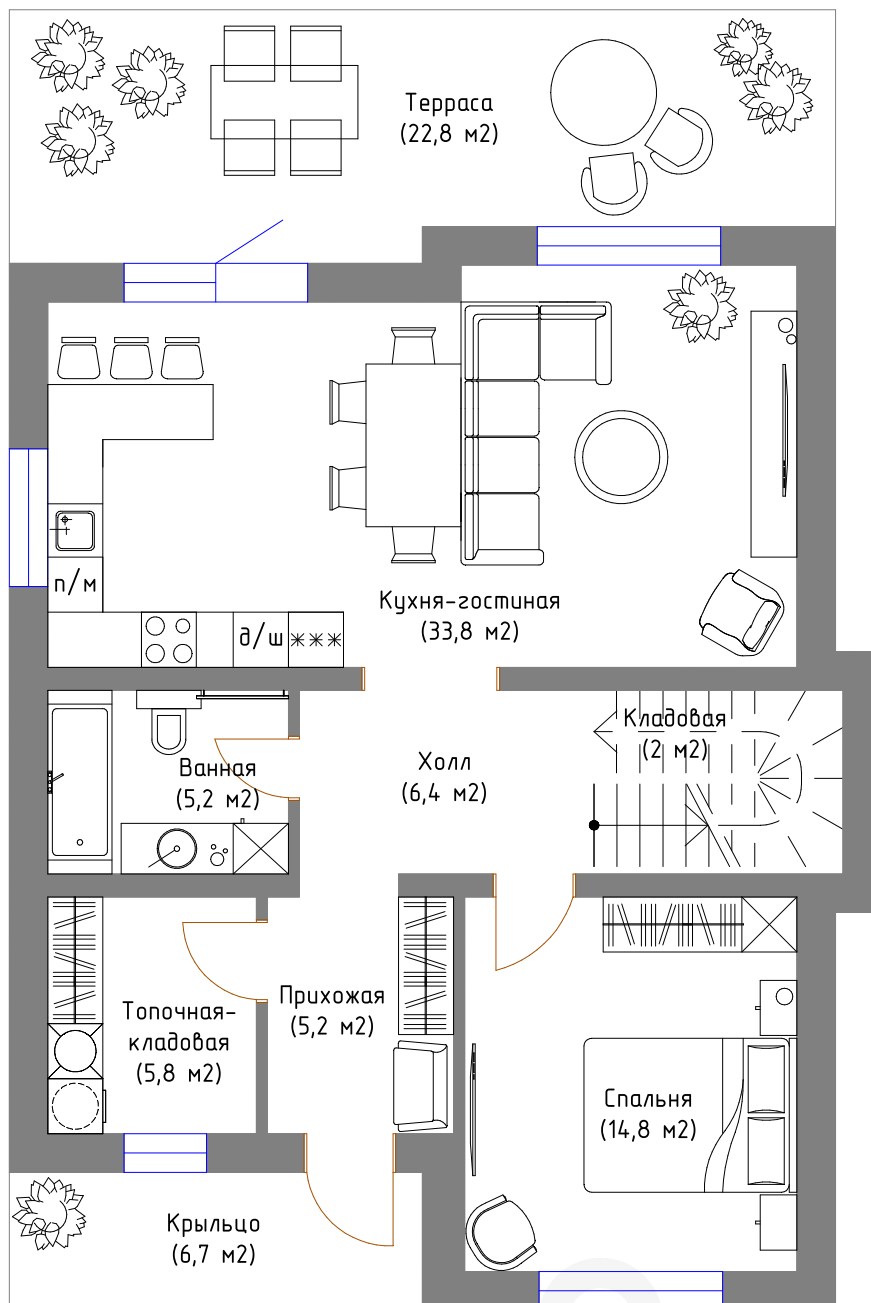 Терраса
(22,8 м2)
п/м
д/ш
Кухня-гостиная
(33,8 м2)
Кладовая
(2 м2)
Ванная
(5,2 м2)
Холл
(6,4 м2)
Прихожая
(5,2 м2)
Топочная-
кладовая
(5,8 м2)
Спальня
(14,8 м2)
Крыльцо
(6,7 м2)